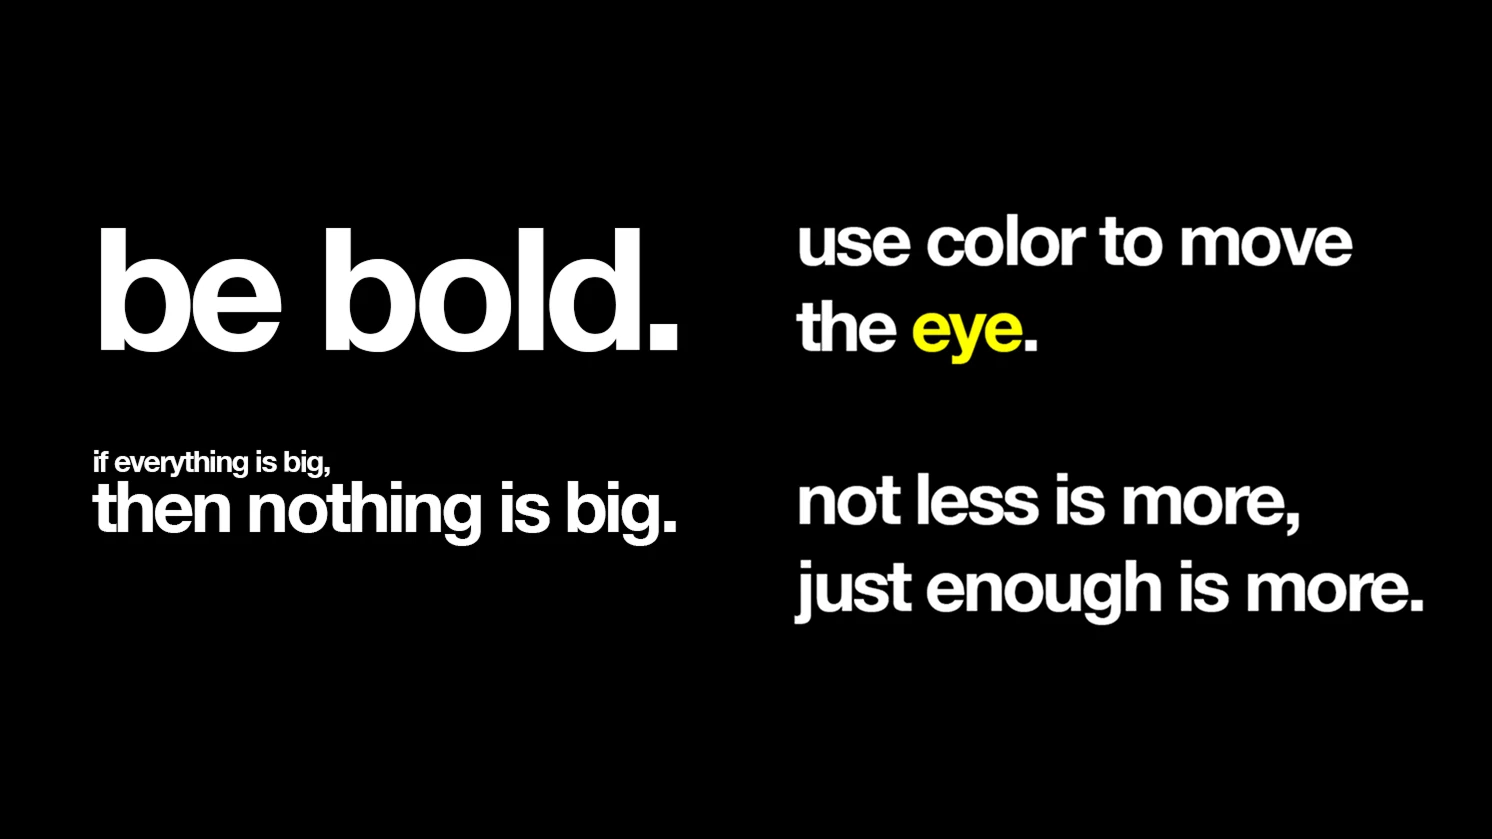 be bold.
if everything is big,
then nothing is big.
use color to move
the eye.
not less is more,
just enough is more.